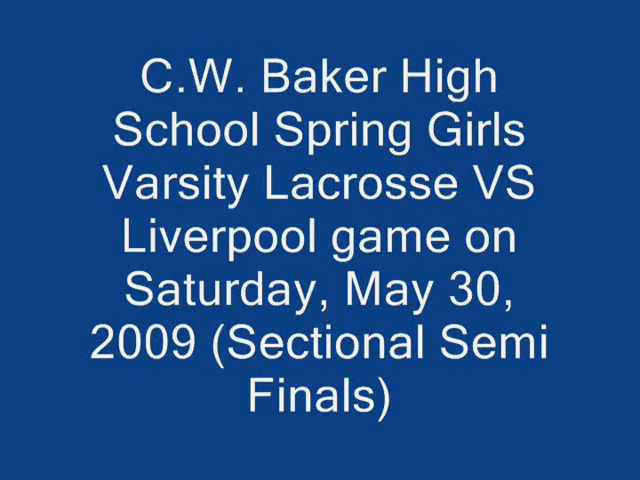 C.W. Baker High
School Spring Girls
Varsity Lacrosse VS
Liverpool game on
Saturday, May 30,
2009 (Sectional Semi
Finals)